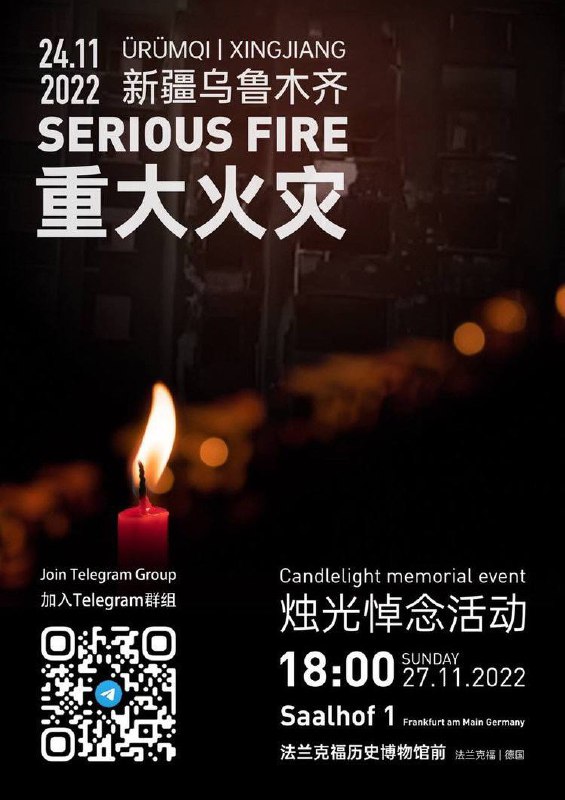 24.11
2022
ÜRÜMQI | XINGJIANG
新疆乌鲁木齐
SERIOUS FIRE
重大火灾
Join Telegram Group
加入Telegram群组
Candlelight memorial event
烛光悼念活动
18:00 SUNDAY
27.11.2022
Saalhof 1 Frankfurt am Main Germany
法兰克福历史博物馆前 法兰克福 | 德国